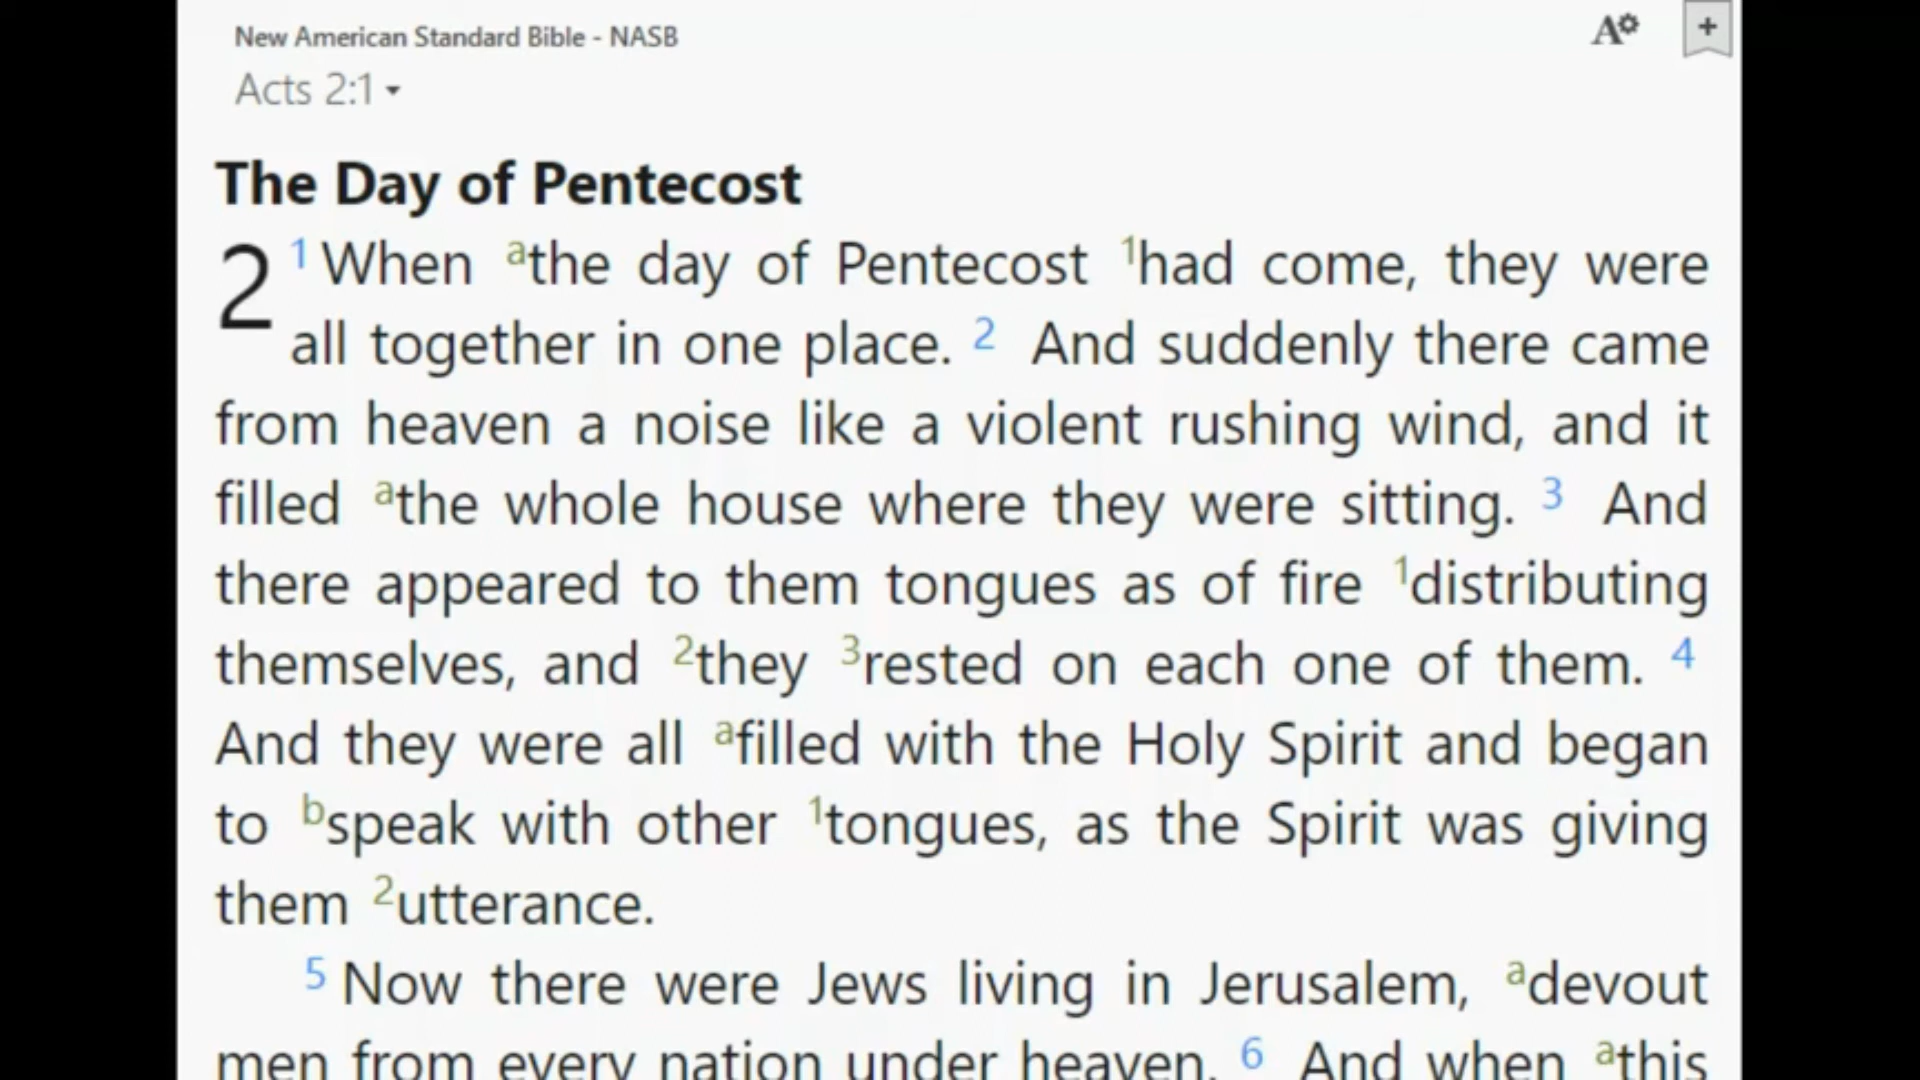 New American Standard Bible - NASB
A
+
Acts 2:1
The Day of Pentecost
2 1 When athe day of Pentecost 1had come, they were
all together in one place. 2 And suddenly there came
from heaven a noise like a violent rushing wind, and it
filled athe whole house where they were sitting. 3 And
there appeared to them tongues as of fire 1distributing
themselves, and 2they 3rested on each one of them. 4
And they were all afilled with the Holy Spirit and began
to bspeak with other 1tongues, as the Spirit was giving
them 2utterance.
5 Now there were Jews living in Jerusalem, adevout
men from every nation under heaven. 6 And when athis